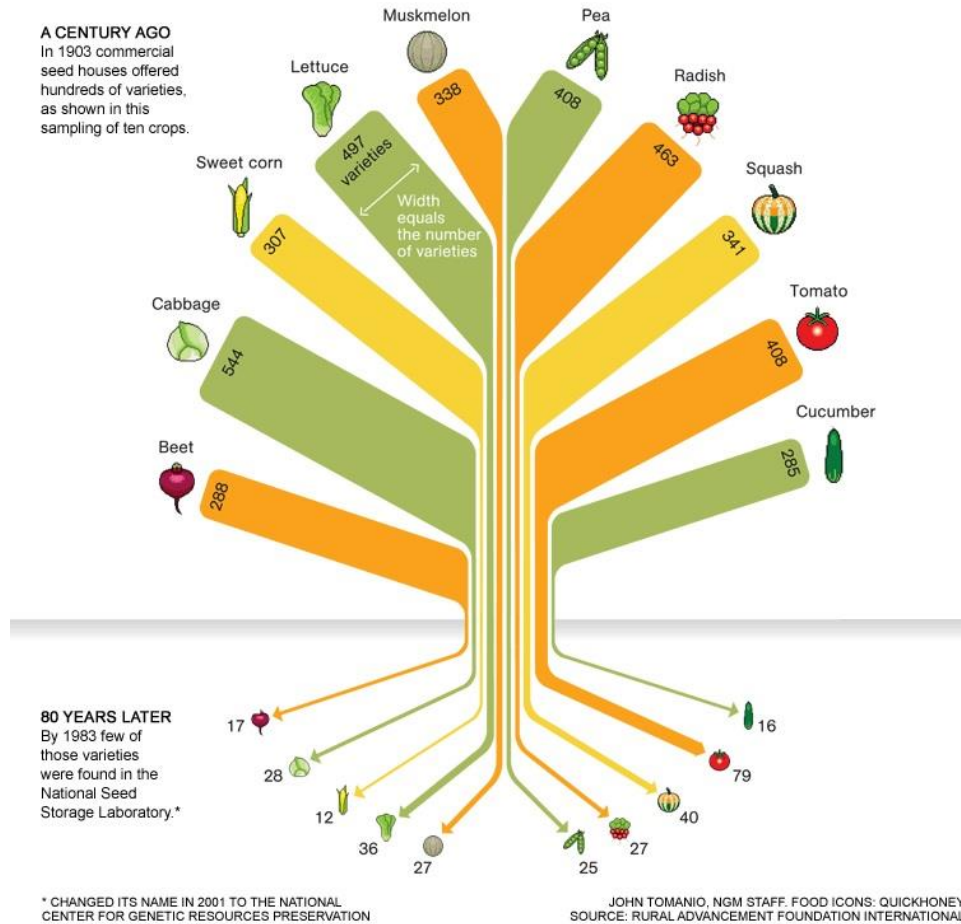 A CENTURY AGO
In 1903 commercial
seed houses offered
hundreds of varieties,
as shown in this
sampling of ten crops.
Muskmelon
338
Pea
408
Lettuce
497
varieties
Width
equals
the number
of varieties
Radish
463
Sweet corn
307
Squash
341
Cabbage
544
Tomato
408
Beet
288
Cucumber
285
80 YEARS LATER
By 1983 few of
those varieties
were found in the
National Seed
Storage Laboratory.*
17
28
12
36
27
25
27
40
79
16
* CHANGED ITS NAME IN 2001 TO THE NATIONAL
CENTER FOR GENETIC RESOURCES PRESERVATION
JOHN TOMANIO, NGM STAFF. FOOD ICONS: QUICKHONEY
SOURCE: RURAL ADVANCEMENT FOUNDATION INTERNATIONAL